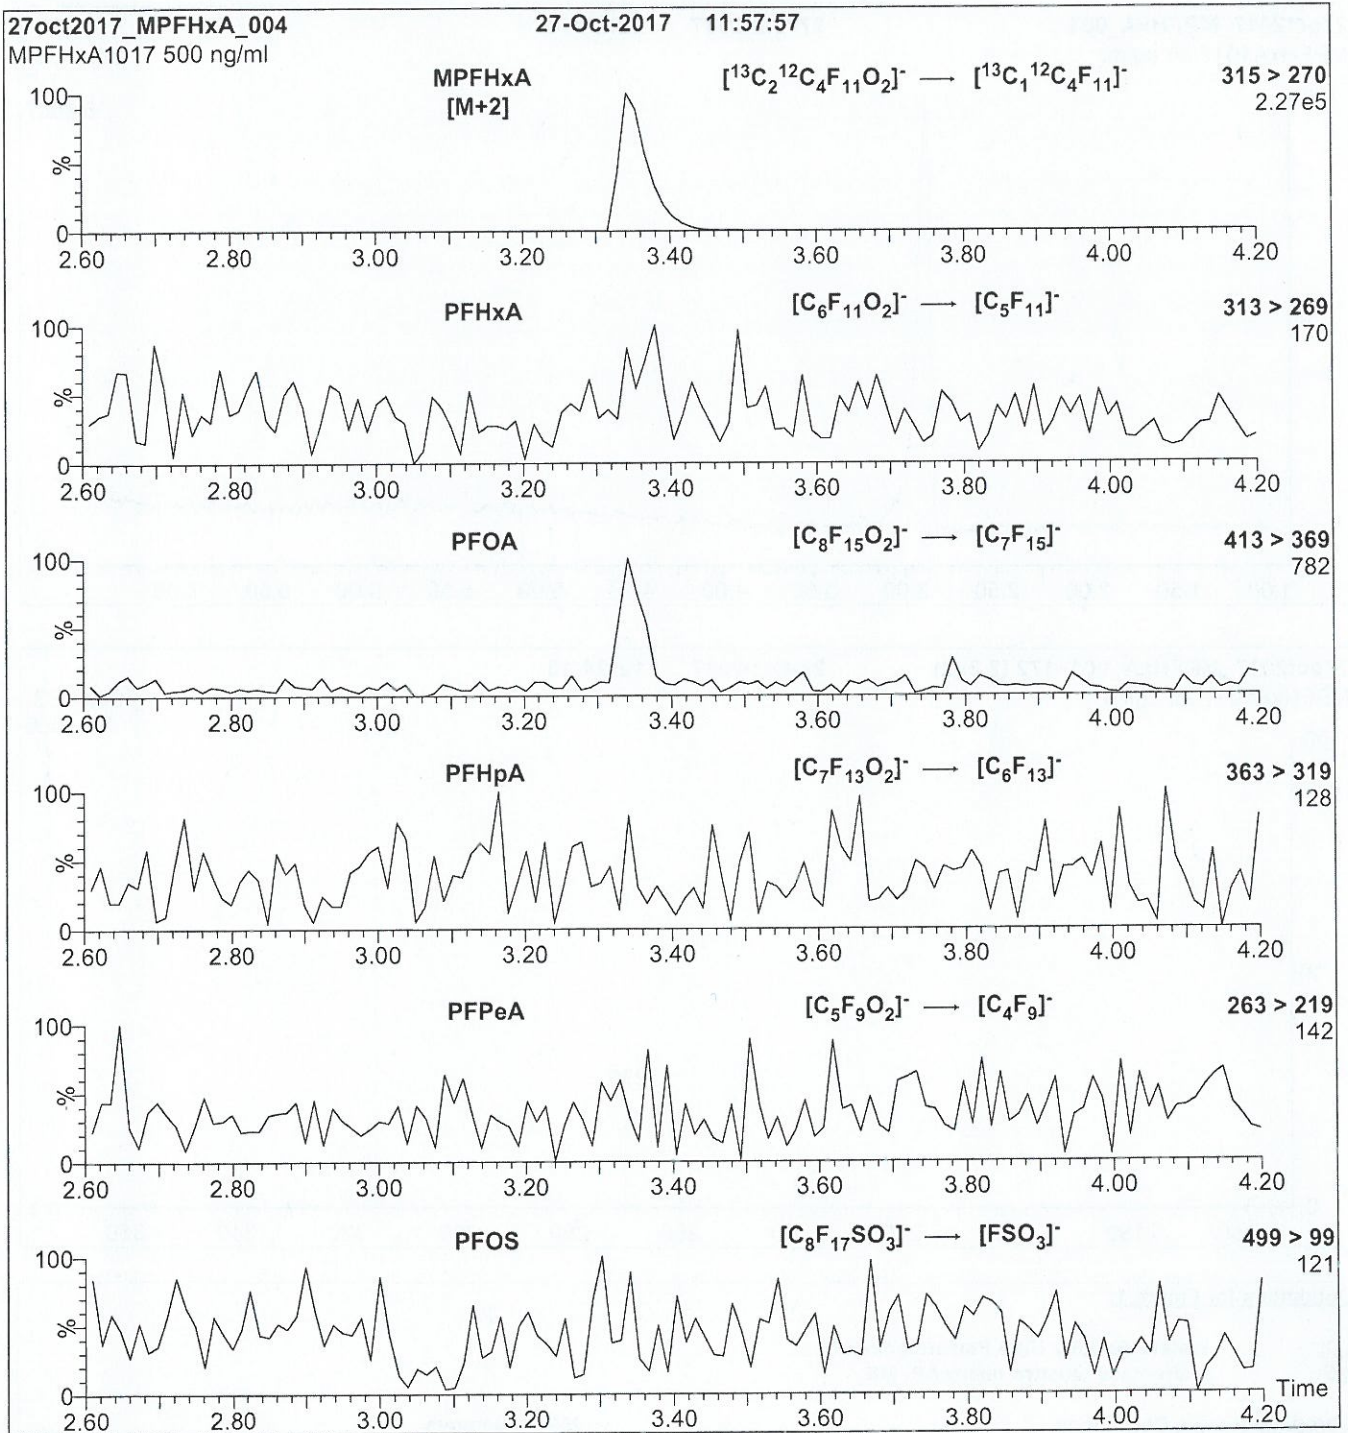 27oct2017_MPFHxA_004 27-Oct-2017 11:57:57
MPFHxA1017 500 ng/ml
MPFHxA [¹³C₂¹²C₄F₁₁O₂]⁻ → [¹³C₁¹²C₄F₁₁]⁻ 315 > 270
[M+2] 2.27e5
100
%
0
2.60 2.80 3.00 3.20 3.40 3.60 3.80 4.00 4.20
PFHxA [C₆F₁₁O₂]⁻ → [C₅F₁₁]⁻ 313 > 269
170
100
%
0
2.60 2.80 3.00 3.20 3.40 3.60 3.80 4.00 4.20
PFOA [C₈F₁₅O₂]⁻ → [C₇F₁₅]⁻ 413 > 369
782
100
%
0
2.60 2.80 3.00 3.20 3.40 3.60 3.80 4.00 4.20
PFHpA [C₇F₁₃O₂]⁻ → [C₆F₁₃]⁻ 363 > 319
128
100
%
0
2.60 2.80 3.00 3.20 3.40 3.60 3.80 4.00 4.20
PFPeA [C₅F₉O₂]⁻ → [C₄F₉]⁻ 263 > 219
142
100
%
0
2.60 2.80 3.00 3.20 3.40 3.60 3.80 4.00 4.20
PFOS [C₈F₁₇SO₃]⁻ → [FSO₃]⁻ 499 > 99
121
100
%
0
Time
2.60 2.80 3.00 3.20 3.40 3.60 3.80 4.00 4.20